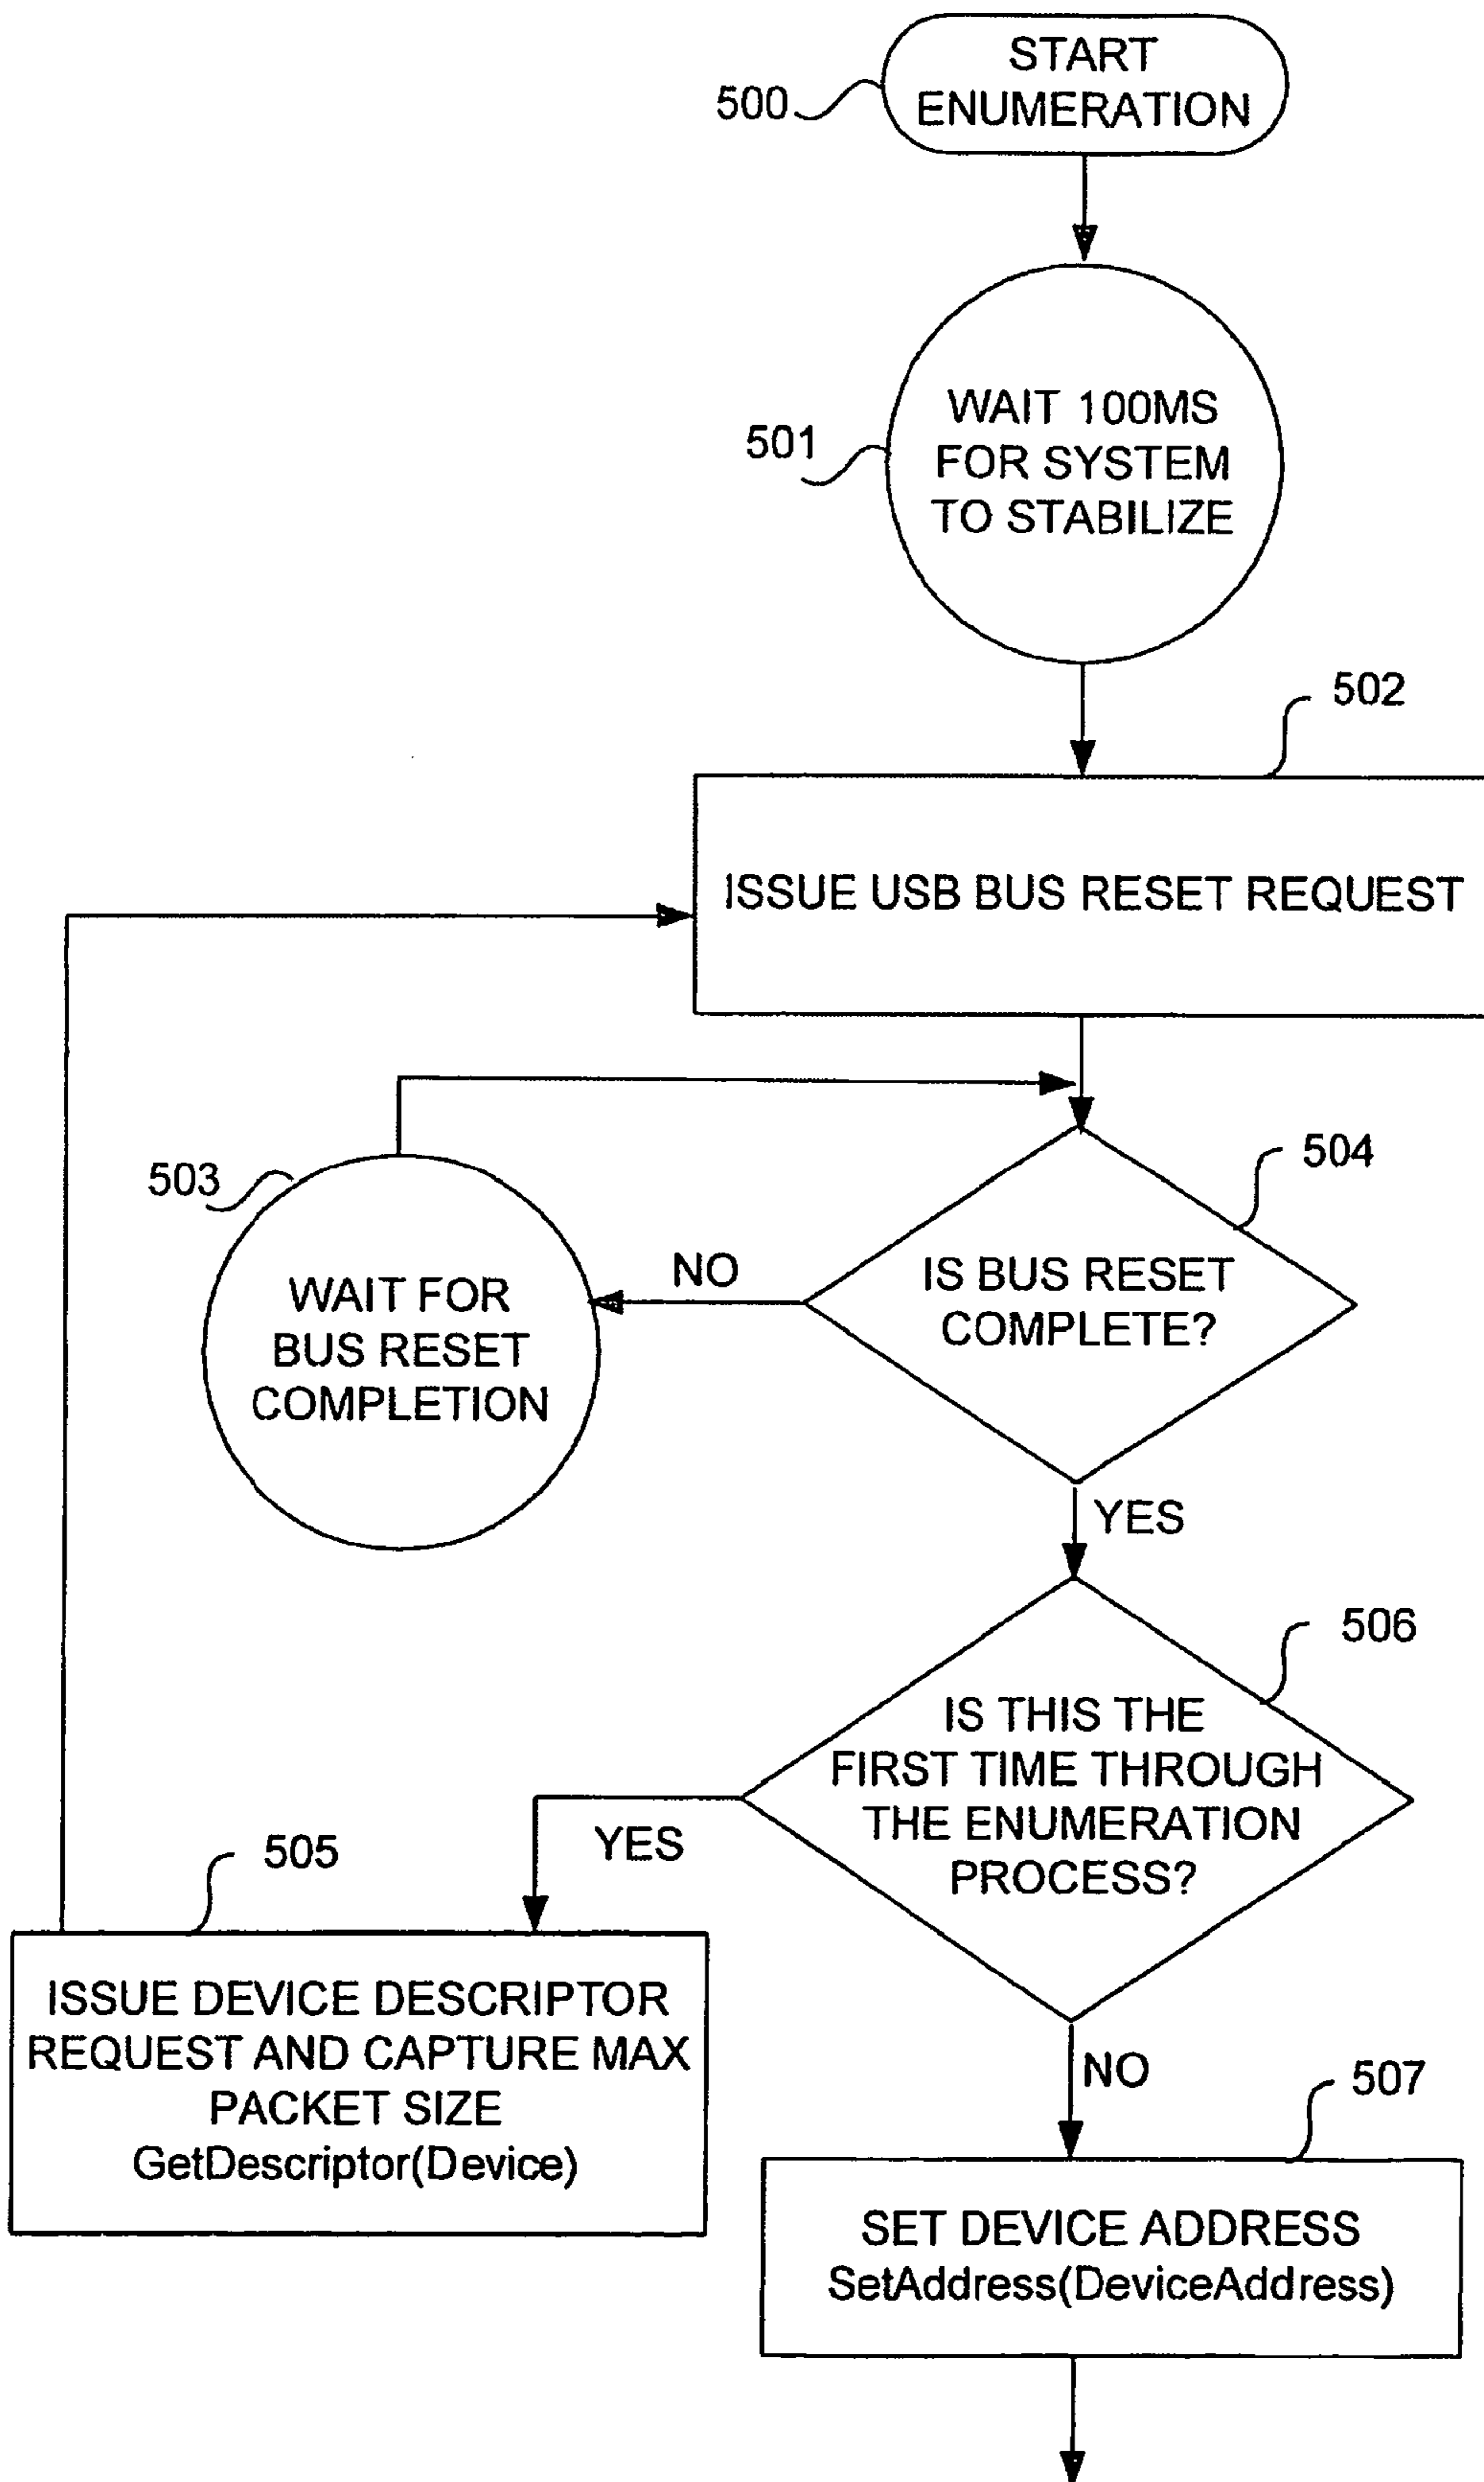 START
ENUMERATION
500
WAIT 100MS
FOR SYSTEM
TO STABILIZE
501
502
ISSUE USB BUS RESET REQUEST
503
504
WAIT FOR
BUS RESET
COMPLETION
NO
IS BUS RESET
COMPLETE?
YES
506
IS THIS THE
FIRST TIME THROUGH
THE ENUMERATION
PROCESS?
YES
505
ISSUE DEVICE DESCRIPTOR
REQUEST AND CAPTURE MAX
PACKET SIZE
GetDescriptor(Device)
NO
507
SET DEVICE ADDRESS
SetAddress(DeviceAddress)